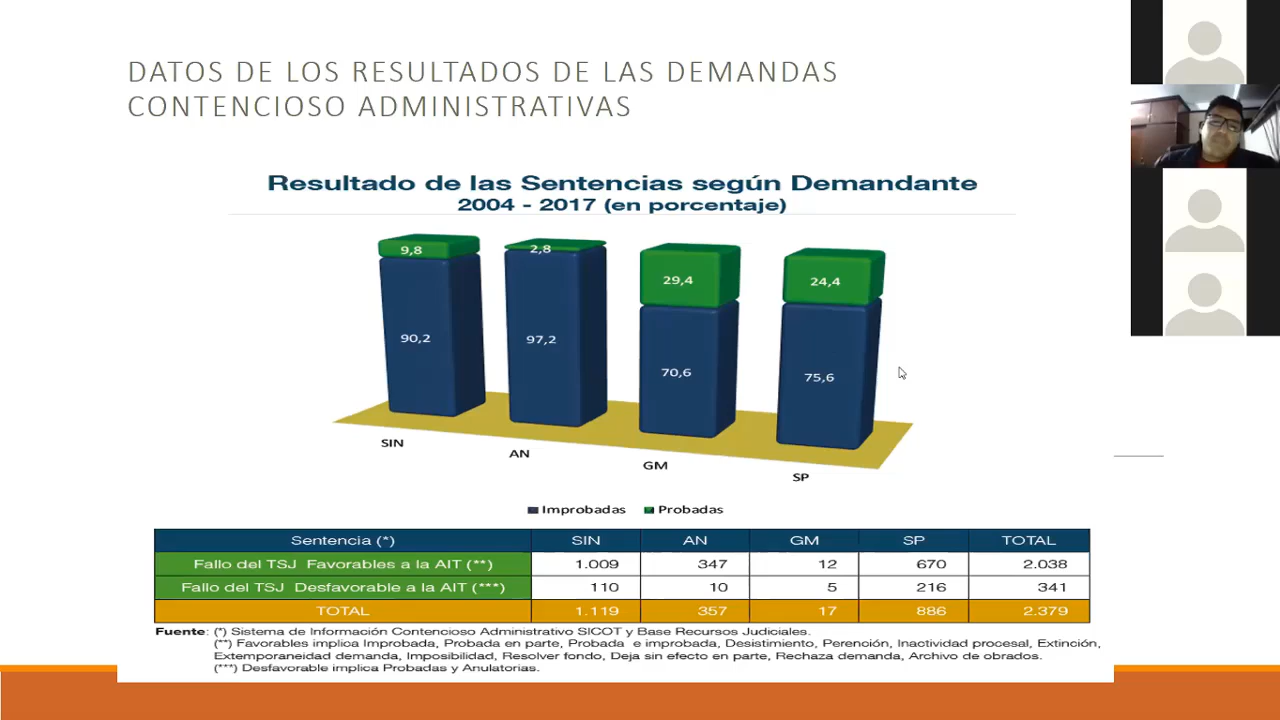 DATOS DE LOS RESULTADOS DE LAS DEMANDAS
CONTENCIOSO ADMINISTRATIVAS
Resultado de las Sentencias según Demandante
2004 - 2017 (en porcentaje)
9,8
2,8
29,4
24,4
90,2
97,2
70,6
75,6
SIN
AN
GM
SP
Improbadas Probadas
Sentencia (*) SIN AN GM SP TOTAL
Fallo del TSJ Favorables a la AIT (**) 1.009 347 12 670 2.038
Fallo del TSJ Desfavorable a la AIT (***) 110 10 5 216 341
TOTAL 1.119 357 17 886 2.379
Fuente: (*) Sistema de Información Contencioso Administrativo SICOT y Base Recursos Judiciales.
(**) Favorables implica Improbada, Probada en parte, Probada e improbada, Desistimiento, Perención, Inactividad procesal, Extinción,
Extemporaneidad demanda, Imposibilidad, Resolver fondo, Deja sin efecto en parte, Rechaza demanda, Archivo de obrados.
(***) Desfavorable implica Probadas y Anulatorias.